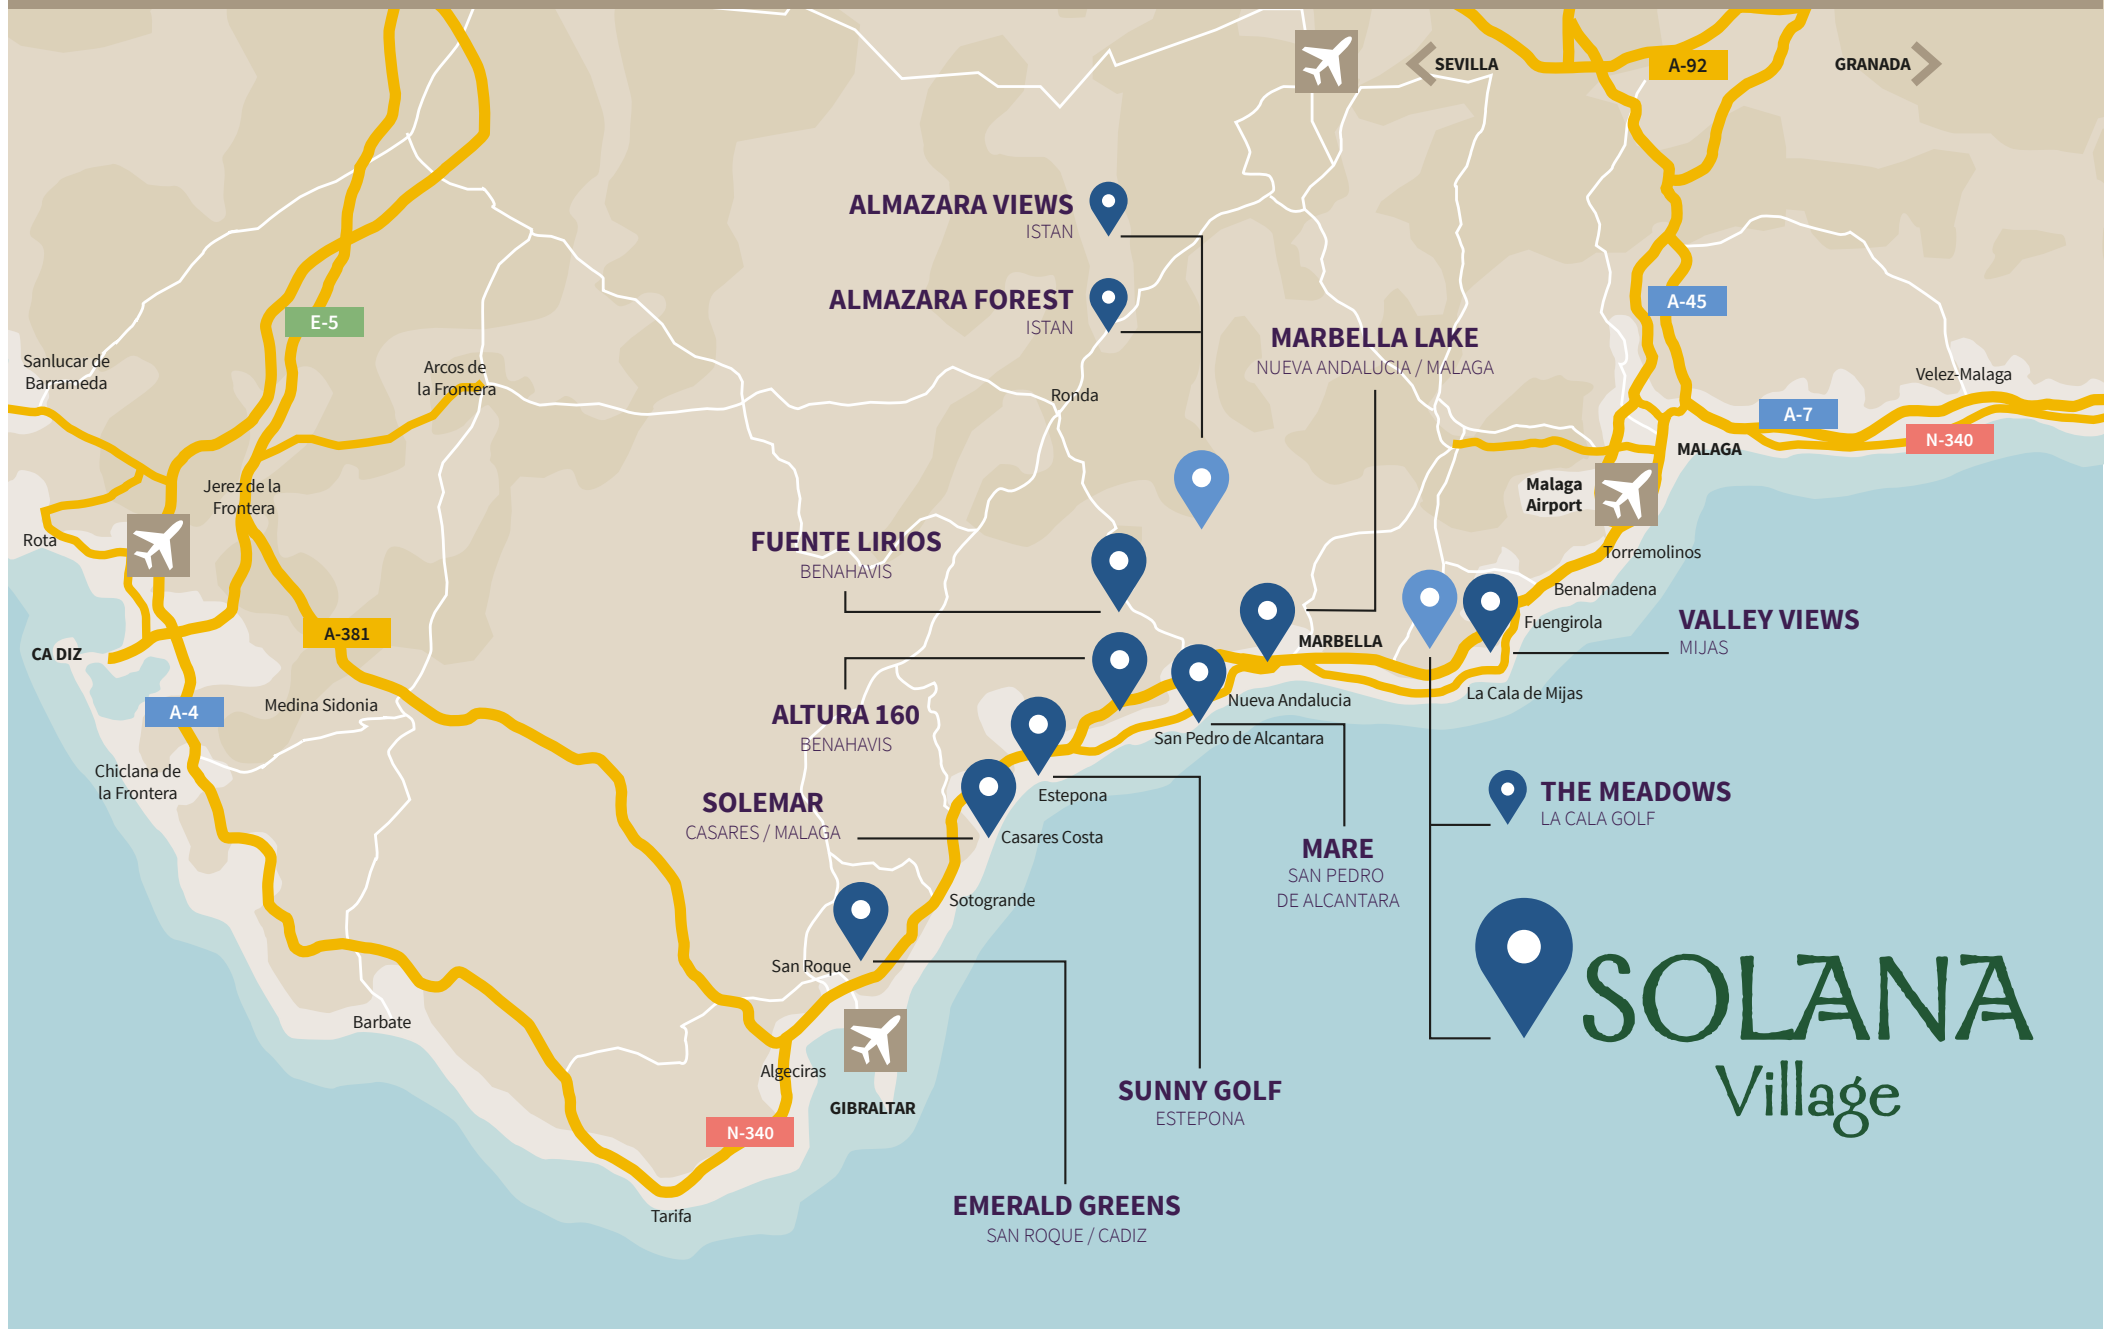 SEVILLA
A-92
GRANADA
ALMAZARA VIEWS
ISTAN
ALMAZARA FOREST
ISTAN
A-45
E-5
MARBELLA LAKE
NUEVA ANDALUCIA / MALAGA
Sanlucar de
Barrameda
Arcos de
la Frontera
Ronda
Velez-Malaga
A-7
N-340
MALAGA
Jerez de la
Frontera
Malaga
Airport
Rota
FUENTE LIRIOS
BENAHAVIS
Torremolinos
Benalmadena
Fuengirola
VALLEY VIEWS
MIJAS
A-381
CA DIZ
MARBELLA
La Cala de Mijas
Nueva Andalucia
San Pedro de Alcantara
A-4
Medina Sidonia
ALTURA 160
BENAHAVIS
Chiclana de
la Frontera
SOLEMAR
CASARES / MALAGA
Estepona
Casares Costa
THE MEADOWS
LA CALA GOLF
MARE
SAN PEDRO
DE ALCANTARA
Sotogrande
San Roque
SOLANA
Village
Barbate
Algeciras
GIBRALTAR
N-340
SUNNY GOLF
ESTEPONA
Tarifa
EMERALD GREENS
SAN ROQUE / CADIZ